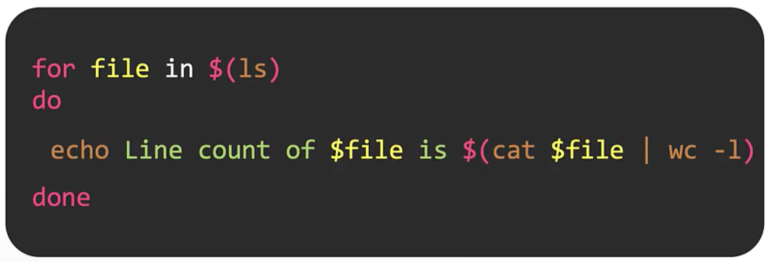 for file in $(ls)
do
echo Line count of $file is $(cat $file | wc -l)
done